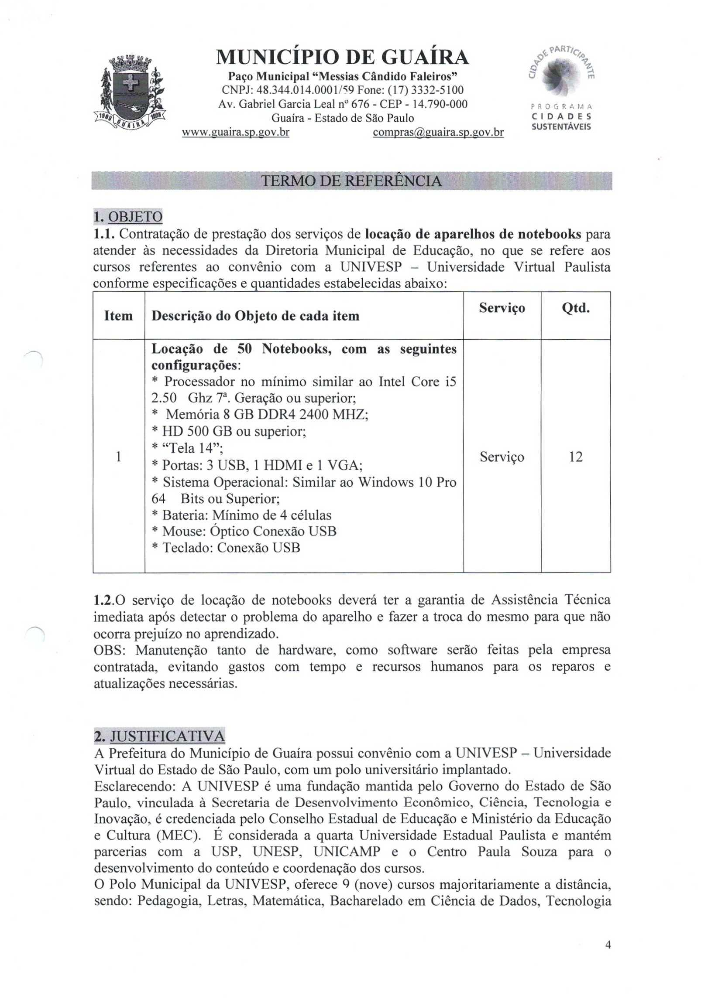 MUNICÍPIO DE GUAÍRA
Paço Municipal “Messias Cândido Faleiros”
CNPJ: 48.344.014.0001/59 Fone: (17) 3332-5100
Av. Gabriel Garcia Leal nº 676 - CEP - 14.790-000
Guaíra - Estado de São Paulo
www.guaira.sp.gov.br compras@guaira.sp.gov.br
1928
GUAIRA
CIDADE PARTICIPANTE
PROGRAMA
CIDADES
SUSTENTÁVEIS
TERMO DE REFERÊNCIA
1. OBJETO
1.1. Contratação de prestação dos serviços de locação de aparelhos de notebooks para
atender às necessidades da Diretoria Municipal de Educação, no que se refere aos
cursos referentes ao convênio com a UNIVESP – Universidade Virtual Paulista
conforme especificações e quantidades estabelecidas abaixo:
Item Descrição do Objeto de cada item Serviço Qtd.
Locação de 50 Notebooks, com as seguintes
configurações:
* Processador no mínimo similar ao Intel Core i5
2.50 Ghz 7ª. Geração ou superior;
* Memória 8 GB DDR4 2400 MHZ;
* HD 500 GB ou superior;
* “Tela 14”;
1 Serviço 12
* Portas: 3 USB, 1 HDMI e 1 VGA;
* Sistema Operacional: Similar ao Windows 10 Pro
64 Bits ou Superior;
* Bateria: Mínimo de 4 células
* Mouse: Óptico Conexão USB
* Teclado: Conexão USB
1.2.O serviço de locação de notebooks deverá ter a garantia de Assistência Técnica
imediata após detectar o problema do aparelho e fazer a troca do mesmo para que não
ocorra prejuízo no aprendizado.
OBS: Manutenção tanto de hardware, como software serão feitas pela empresa
contratada, evitando gastos com tempo e recursos humanos para os reparos e
atualizações necessárias.
2. JUSTIFICATIVA
A Prefeitura do Município de Guaíra possui convênio com a UNIVESP – Universidade
Virtual do Estado de São Paulo, com um polo universitário implantado.
Esclarecendo: A UNIVESP é uma fundação mantida pelo Governo do Estado de São
Paulo, vinculada à Secretaria de Desenvolvimento Econômico, Ciência, Tecnologia e
Inovação, é credenciada pelo Conselho Estadual de Educação e Ministério da Educação
e Cultura (MEC). É considerada a quarta Universidade Estadual Paulista e mantém
parcerias com a USP, UNESP, UNICAMP e o Centro Paula Souza para o
desenvolvimento do conteúdo e coordenação dos cursos.
O Polo Municipal da UNIVESP, oferece 9 (nove) cursos majoritariamente a distância,
sendo: Pedagogia, Letras, Matemática, Bacharelado em Ciência de Dados, Tecnologia
4